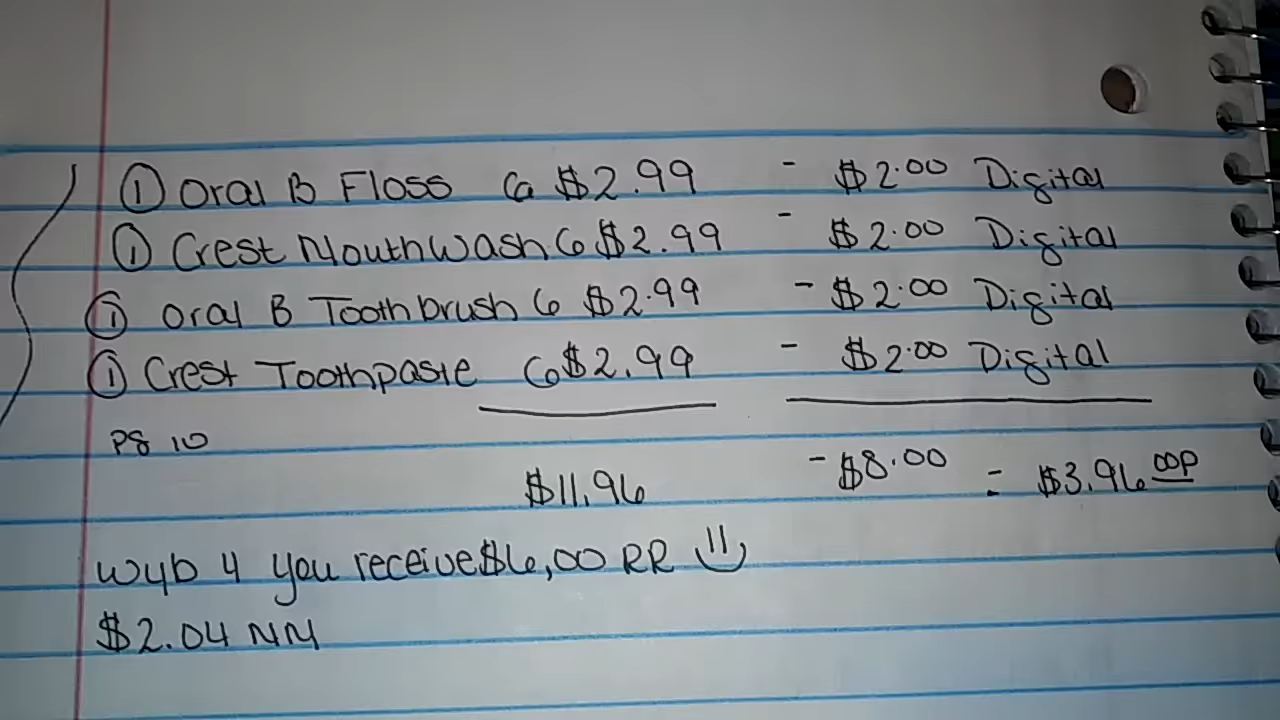 ① Oral B Floss @ $2.99 - $2.00 Digital
① Crest Mouthwash @ $2.99 - $2.00 Digital
① Oral B Toothbrush @ $2.99 - $2.00 Digital
① Crest Toothpaste @ $2.99 - $2.00 Digital
Pg 10
$11.96 - $8.00 = $3.96 OOP
Wyb 4 you receive $6.00 RR
$2.04 MM